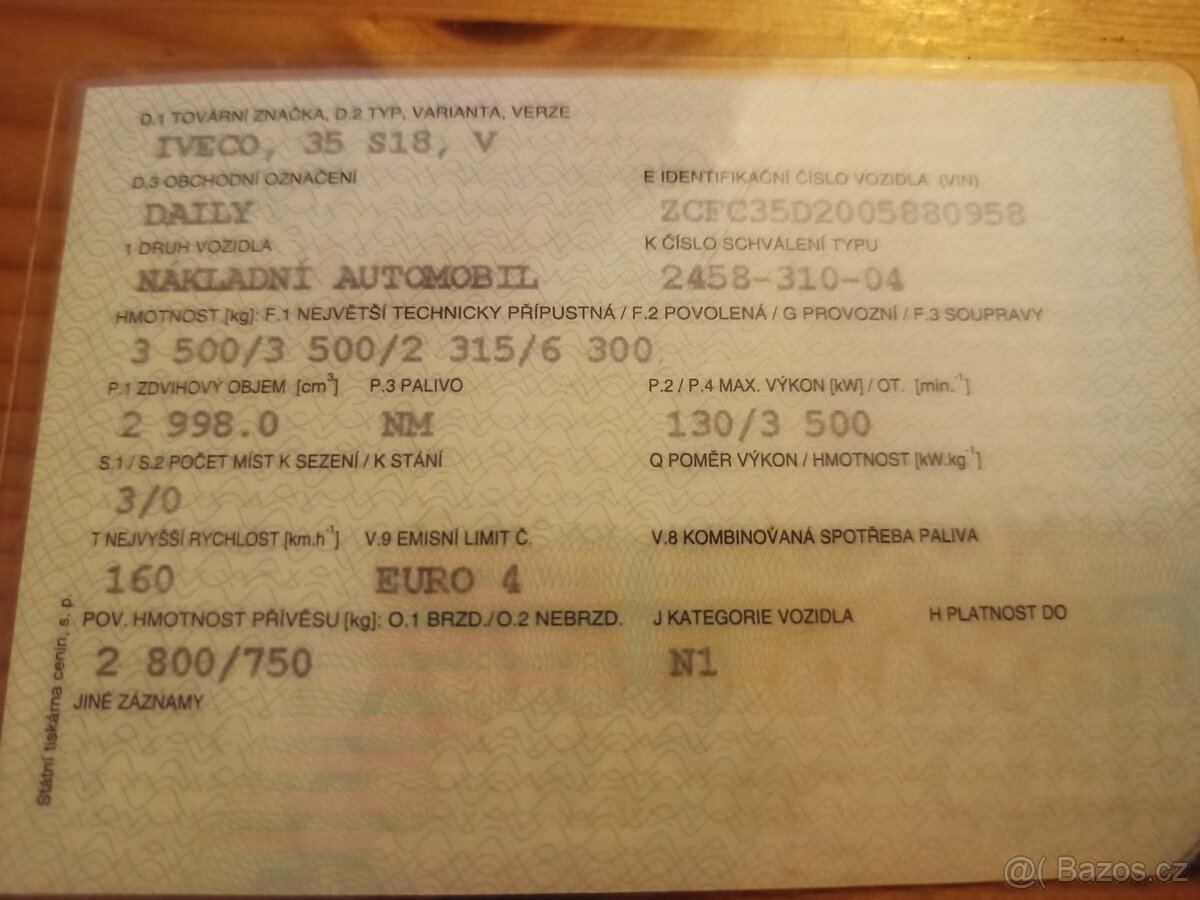 D.1 TOVÁRNÍ ZNAČKA, D.2 TYP, VARIANTA, VERZE
IVECO, 35 S18, V
D.3 OBCHODNÍ OZNAČENÍ
E IDENTIFIKAČNÍ ČÍSLO VOZIDLA (VIN)
DAILY
ZCFC35D2005880958
1 DRUH VOZIDLA
K ČÍSLO SCHVÁLENÍ TYPU
NAKLADNÍ AUTOMOBIL
2458-310-04
HMOTNOST [kg]: F.1 NEJVĚTŠÍ TECHNICKY PŘÍPUSTNÁ / F.2 POVOLENÁ / G PROVOZNÍ / F.3 SOUPRAVY
3 500/3 500/2 315/6 300
P.1 ZDVIHOVÝ OBJEM [cm³]
P.3 PALIVO
P.2 / P.4 MAX. VÝKON [kW] / OT. [min.⁻¹]
2 998.0
NM
130/3 500
S.1 / S.2 POČET MÍST K SEZENÍ / K STÁNÍ
Q POMĚR VÝKON / HMOTNOST [kW.kg⁻¹]
3/0
T NEJVYŠŠÍ RYCHLOST [km.h⁻¹]
V.9 EMISNÍ LIMIT Č.
V.8 KOMBINOVANÁ SPOTŘEBA PALIVA
160
EURO 4
POV. HMOTNOST PŘÍVĚSU [kg]: O.1 BRZD./O.2 NEBRZD.
J KATEGORIE VOZIDLA
H PLATNOST DO
2 800/750
N1
JINÉ ZÁZNAMY
Státní tiskárna cenin, s. p.
@( Bazos.cz